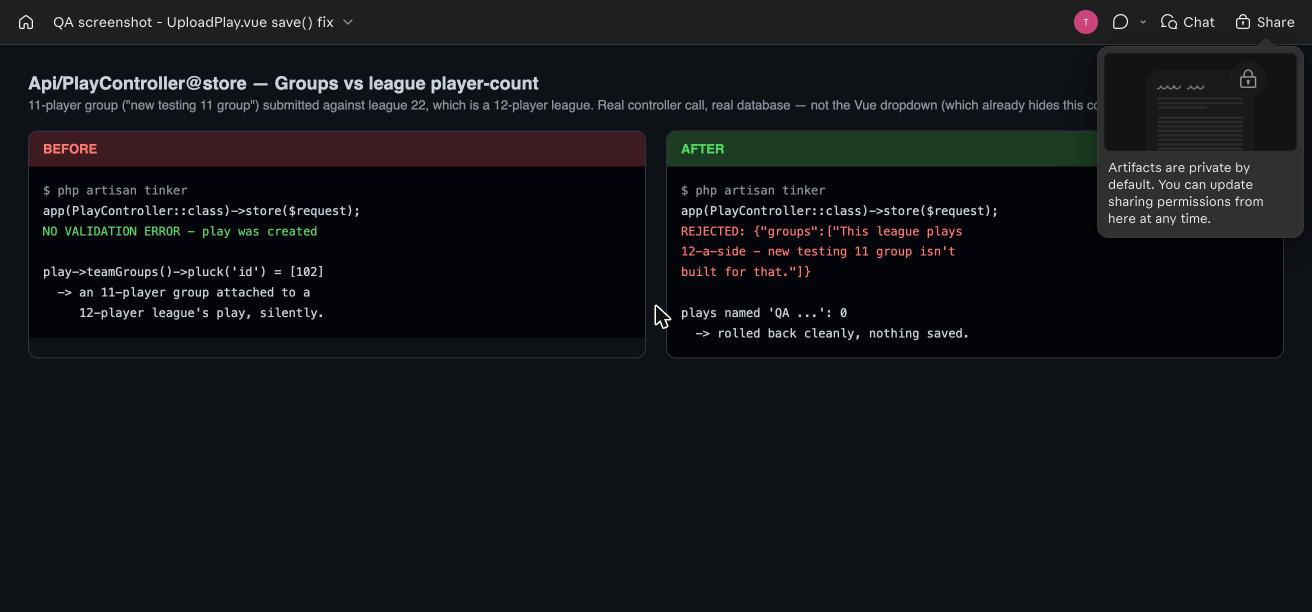 QA screenshot - UploadPlay.vue save() fix
T
Chat
Share
Api/PlayController@store — Groups vs league player-count
11-player group ("new testing 11 group") submitted against league 22, which is a 12-player league. Real controller call, real database — not the Vue dropdown (which already hides this
Artifacts are private by
default. You can update
sharing permissions from
here at any time.
BEFORE
$ php artisan tinker
app(PlayController::class)->store($request);
NO VALIDATION ERROR – play was created
play->teamGroups()->pluck('id') = [102]
–> an 11–player group attached to a
12–player league's play, silently.
AFTER
$ php artisan tinker
app(PlayController::class)->store($request);
REJECTED: {"groups":["This league plays
12–a–side – new testing 11 group isn't
built for that."]}
plays named 'QA ...': 0
–> rolled back cleanly, nothing saved.